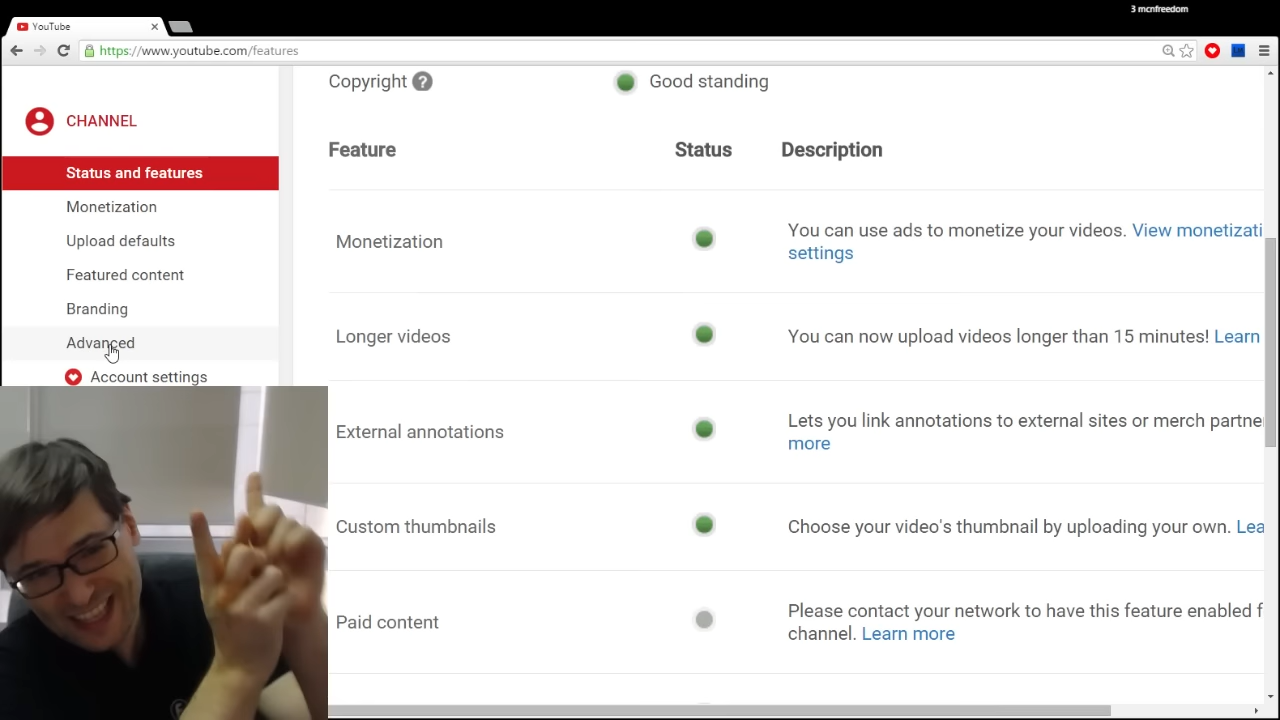 3 mcnfreedom
YouTube
https://www.youtube.com/features
Copyright ? Good standing
CHANNEL
Feature Status Description
Status and features
Monetization
Upload defaults
Featured content
Branding
Advanced
Account settings
Monetization You can use ads to monetize your videos. View monetizati
settings
Longer videos You can now upload videos longer than 15 minutes! Learn
External annotations Lets you link annotations to external sites or merch partne
more
Custom thumbnails Choose your video's thumbnail by uploading your own. Lea
Paid content Please contact your network to have this feature enabled f
channel. Learn more